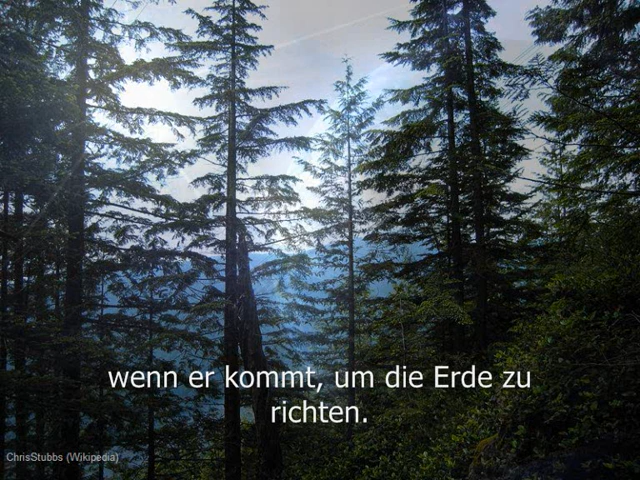 wenn er kommt, um die Erde zu
richten.
ChrisStubbs (Wikipedia)